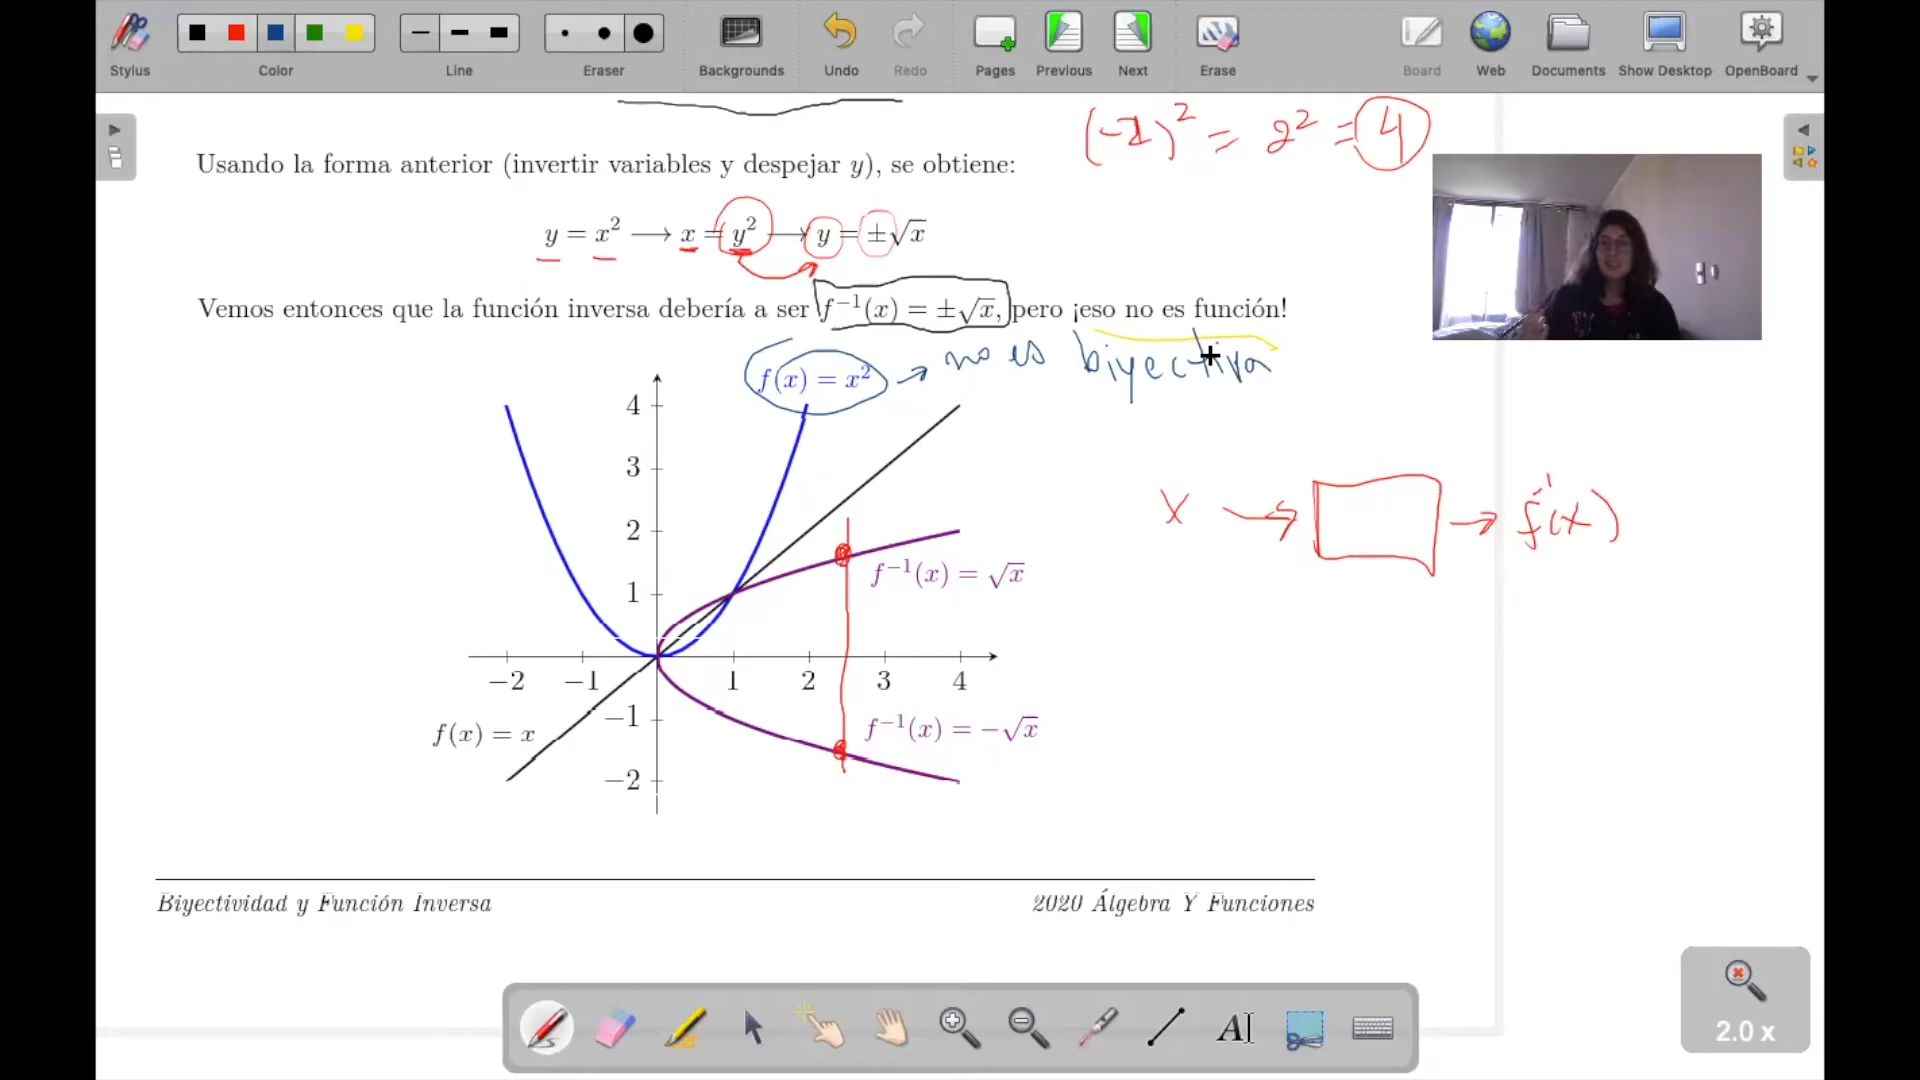 Stylus Color Line Eraser Backgrounds Undo Redo Pages Previous Next Erase Board Web Documents Show Desktop OpenBoard
(-2)² = 2² = 4
Usando la forma anterior (invertir variables y despejar y), se obtiene:
y = x² ⟶ x = y² ⟶ y = ±√x
Vemos entonces que la función inversa debería a ser f⁻¹(x) = ±√x, pero ¡eso no es función!
f(x) = x² → no es biyectiva
4
3
2
1
−2 −1 1 2 3 4
−1
−2
f⁻¹(x) = √x
f⁻¹(x) = −√x
f(x) = x
x → → f⁻¹(x)
Biyectividad y Función Inversa 2020 Álgebra Y Funciones
2.0 x